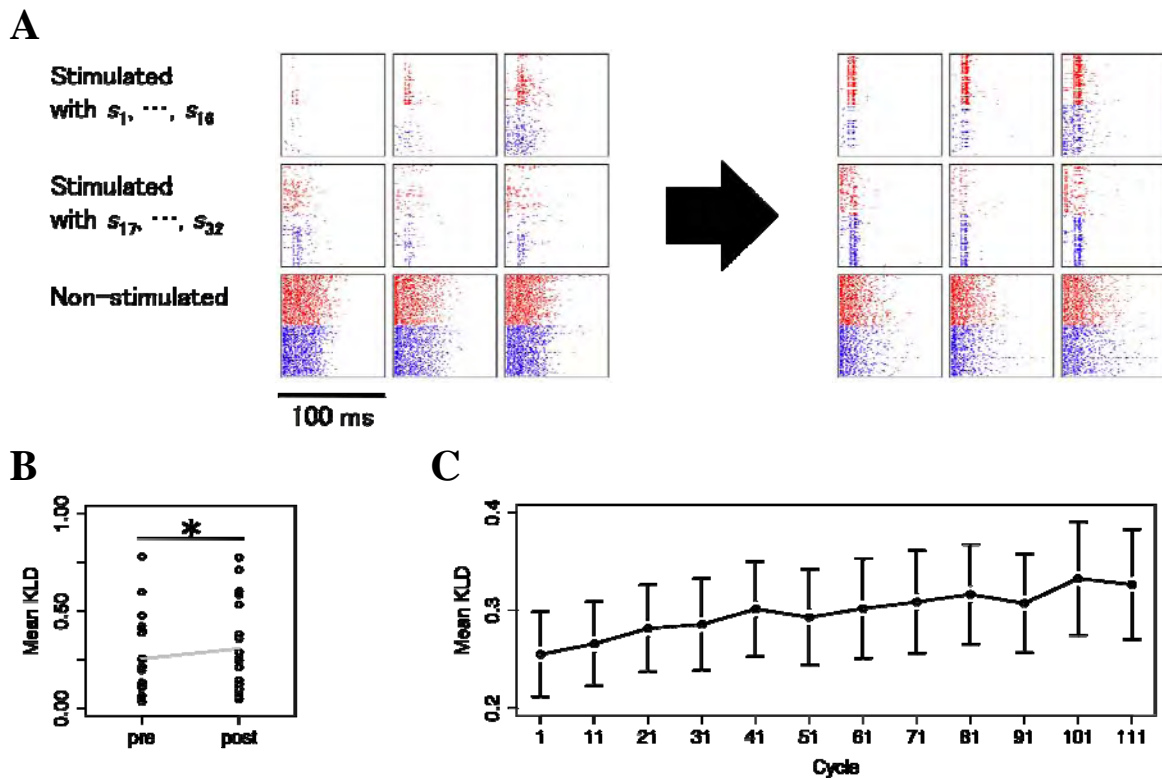 A
Stimulated
with s₁, ···, s₁₆
Stimulated
with s₁₇, ···, s₃₂
Non-stimulated
100 ms
B
Mean KLD
1.00
0.50
0.00
*
pre
post
C
Mean KLD
0.4
0.3
0.2
1 11 21 31 41 51 61 71 81 91 101 111
Cycle